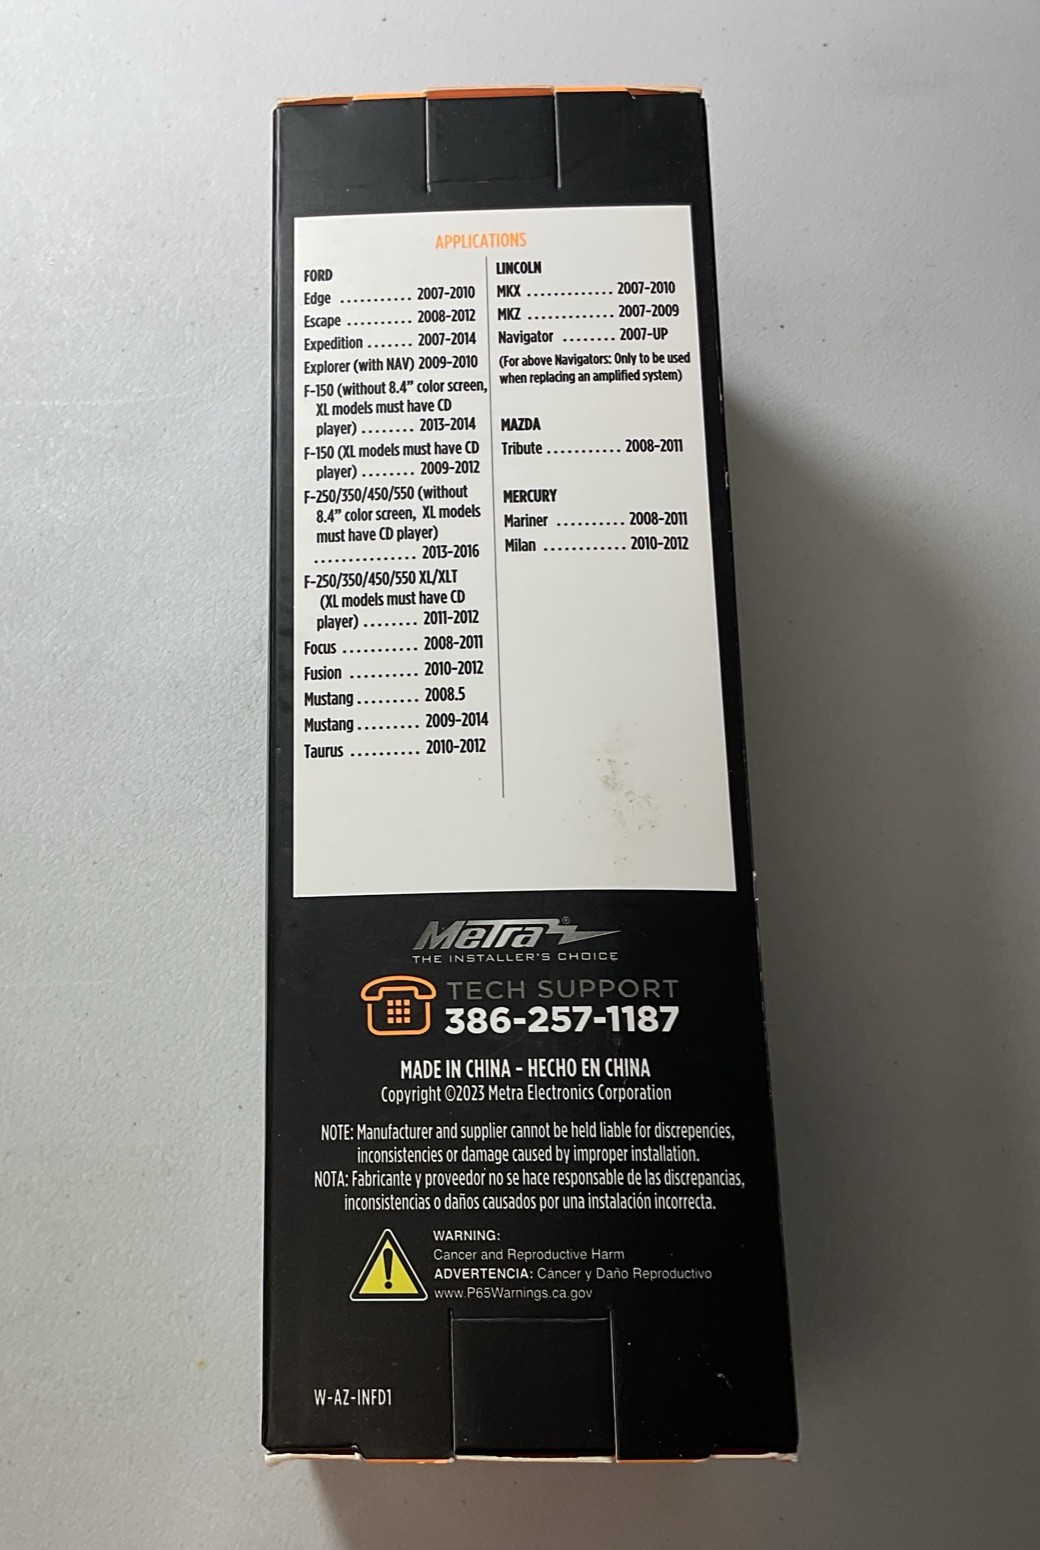 APPLICATIONS
FORD
Edge ........... 2007-2010
Escape .......... 2008-2012
Expedition ....... 2007-2014
Explorer (with NAV) 2009-2010
F-150 (without 8.4” color screen,
XL models must have CD
player) ........ 2013-2014
F-150 (XL models must have CD
player) ........ 2009-2012
F-250/350/450/550 (without
8.4” color screen, XL models
must have CD player)
............... 2013-2016
F-250/350/450/550 XL/XLT
(XL models must have CD
player) ........ 2011-2012
Focus ........... 2008-2011
Fusion .......... 2010-2012
Mustang ......... 2008.5
Mustang ......... 2009-2014
Taurus .......... 2010-2012
LINCOLN
MKX ............. 2007-2010
MKZ ............. 2007-2009
Navigator ........ 2007-UP
(For above Navigators: Only to be used
when replacing an amplified system)
MAZDA
Tribute ........... 2008-2011
MERCURY
Mariner .......... 2008-2011
Milan ............ 2010-2012
MeTra®
THE INSTALLER'S CHOICE
TECH SUPPORT
386-257-1187
MADE IN CHINA - HECHO EN CHINA
Copyright ©2023 Metra Electronics Corporation
NOTE: Manufacturer and supplier cannot be held liable for discrepencies,
inconsistencies or damage caused by improper installation.
NOTA: Fabricante y proveedor no se hace responsable de las discrepancias,
inconsistencias o daños causados por una instalación incorrecta.
WARNING:
Cancer and Reproductive Harm
ADVERTENCIA: Cáncer y Daño Reproductivo
www.P65Warnings.ca.gov
W-AZ-INFD1